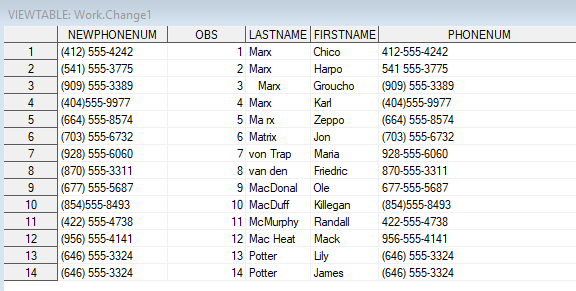 VIEWTABLE: Work.Change1
NEWPHONENUM OBS LASTNAME FIRSTNAME PHONENUM
1 (412) 555-4242 1 Marx Chico 412-555-4242
2 (541) 555-3775 2 Marx Harpo 541 555-3775
3 (909) 555-3389 3 Marx Groucho (909) 555-3389
4 (404)555-9977 4 Marx Karl (404)555-9977
5 (664) 555-8574 5 Ma rx Zeppo (664) 555-8574
6 (703) 555-6732 6 Matrix Jon (703) 555-6732
7 (928) 555-6060 7 von Trap Maria 928-555-6060
8 (870) 555-3311 8 van den Friedric 870-555-3311
9 (677) 555-5687 9 MacDonal Ole 677-555-5687
10 (854)555-8493 10 MacDuff Killegan (854)555-8493
11 (422) 555-4738 11 McMurphy Randall 422-555-4738
12 (956) 555-4141 12 Mac Heat Mack 956-555-4141
13 (646) 555-3324 13 Potter Lily (646) 555-3324
14 (646) 555-3324 14 Potter James (646) 555-3324